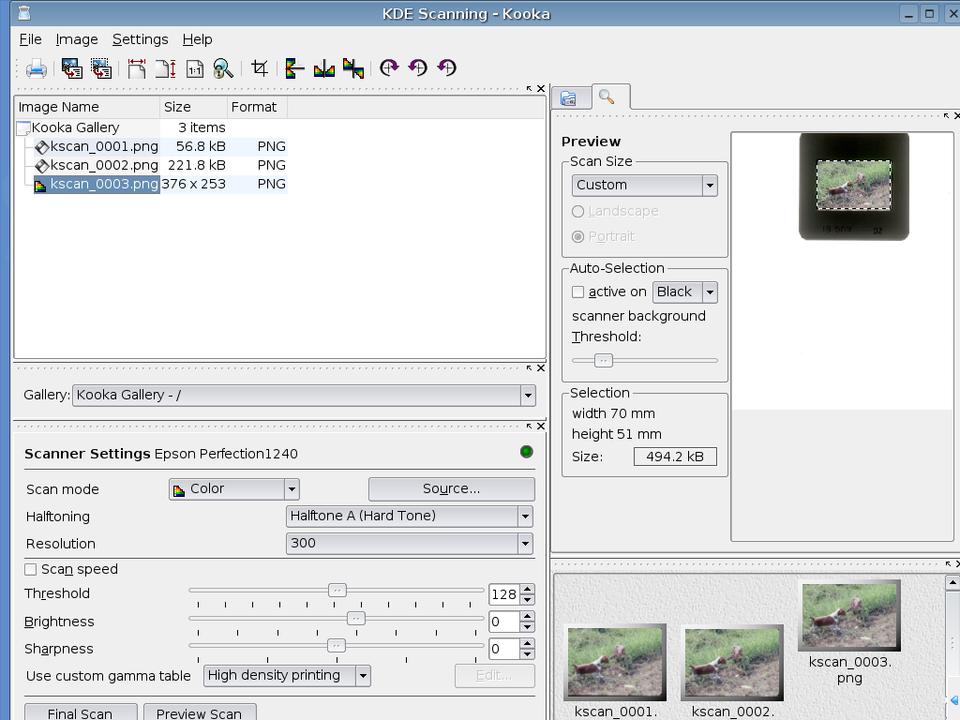 KDE Scanning - Kooka
File Image Settings Help
Image Name Size Format
Kooka Gallery 3 items
kscan_0001.png 56.8 kB PNG
kscan_0002.png 221.8 kB PNG
kscan_0003.png 376 x 253 PNG
Gallery: Kooka Gallery - /
Scanner Settings Epson Perfection1240
Scan mode Color Source...
Halftoning Halftone A (Hard Tone)
Resolution 300
Scan speed
Threshold 128
Brightness 0
Sharpness 0
Use custom gamma table High density printing Edit...
Final Scan Preview Scan
Preview
Scan Size
Custom
Landscape
Portrait
Auto-Selection
active on Black
scanner background
Threshold:
Selection
width 70 mm
height 51 mm
Size: 494.2 kB
kscan_0001.
kscan_0002.
kscan_0003.
png